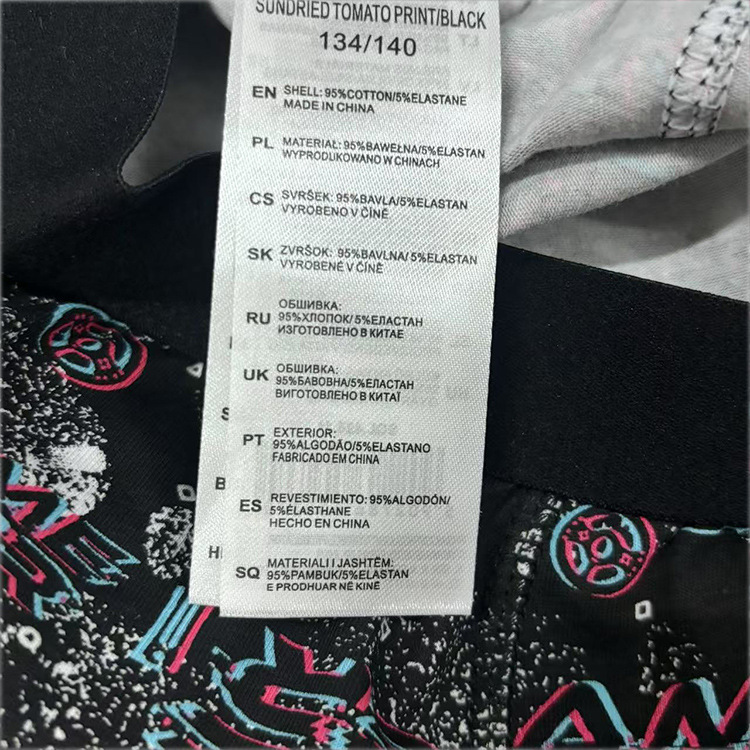 SUNDRIED TOMATO PRINT/BLACK
134/140
EN SHELL: 95%COTTON/5%ELASTANE
MADE IN CHINA
PL MATERIAŁ: 95%BAWEŁNA/5%ELASTAN
WYPRODUKOWANO W CHINACH
CS SVRŠEK: 95%BAVLA/5%ELASTAN
VYROBENO V ČÍNĚ
SK ZVRŠOK: 95%BAVLNA/5%ELASTAN
VYROBENÉ V ČÍNĚ
RU ОБШИВКА:
95%ХЛОПОК/5%ЕЛАСТАН
ИЗГОТОВЛЕНО В КИТАЕ
UK ОБШИВКА:
95%БАВОВНА/5%ЕЛАСТАН
ВИГОТОВЛЕНО В КИТАЇ
PT EXTERIOR:
95%ALGODÃO/5%ELASTANO
FABRICADO EM CHINA
ES REVESTIMIENTO: 95%ALGODÓN/
5%ÉLASTHANE
HECHO EN CHINA
SQ MATERIALI I JASHTËM:
95%PAMBUK/5%ELASTAN
E PRODHUAR NË KINË